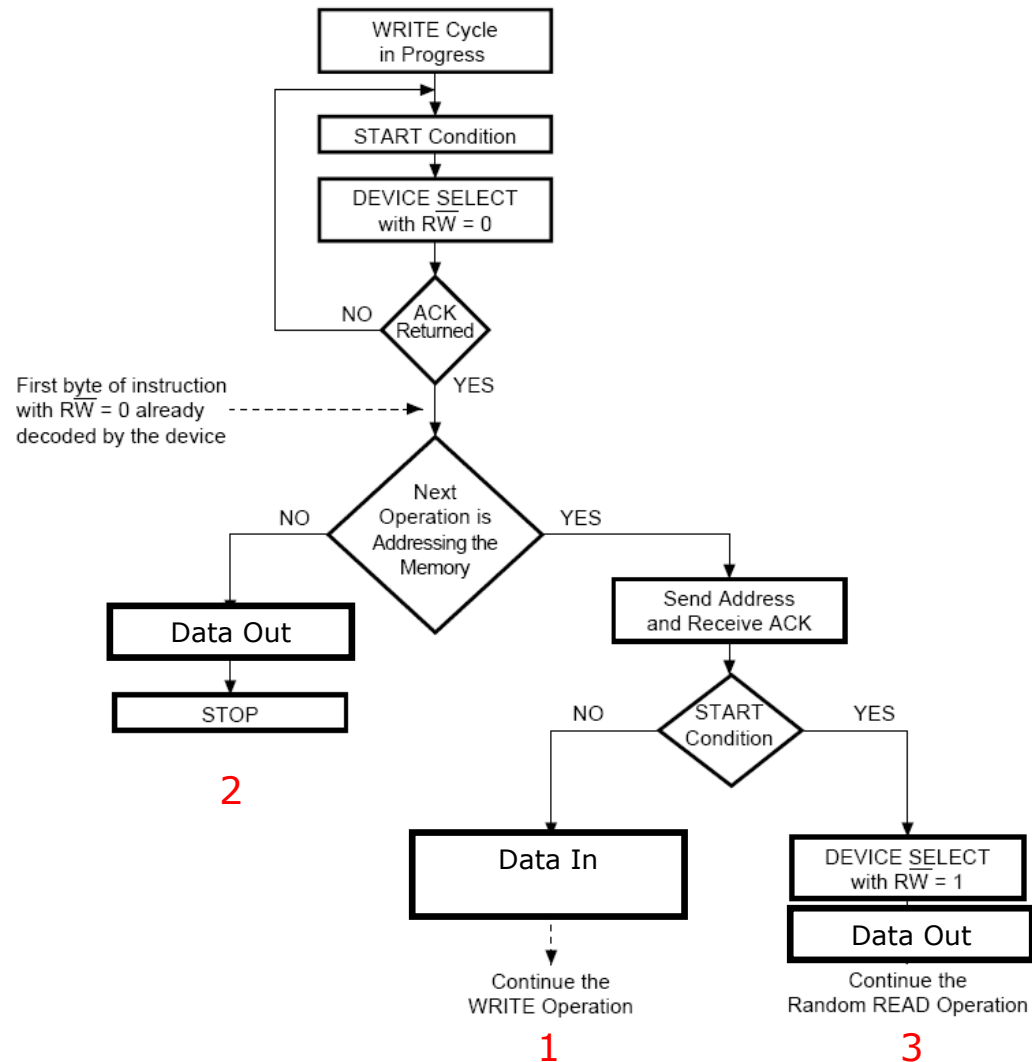 WRITE Cycle
in Progress
START Condition
DEVICE SELECT
with RW̅ = 0
NO
ACK
Returned
YES
First byte of instruction
with RW̅ = 0 already
decoded by the device
NO
Next
Operation is
Addressing the
Memory
YES
Data Out
STOP
2
Send Address
and Receive ACK
NO
START
Condition
YES
Data In
Continue the
WRITE Operation
1
DEVICE SELECT
with RW̅ = 1
Data Out
Continue the
Random READ Operation
3